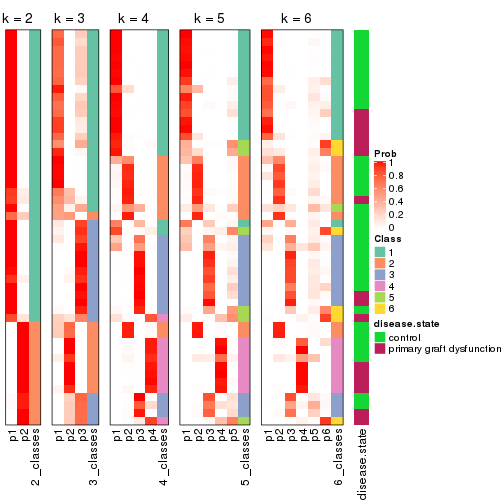 k = 2
k = 3
k = 4
k = 5
k = 6
Prob
1
0.8
0.6
0.4
0.2
0
Class
1
2
3
4
5
6
disease.state
control
primary graft dysfunction
p1
p2
2_classes
p1
p2
p3
3_classes
p1
p2
p3
p4
4_classes
p1
p2
p3
p4
p5
5_classes
p1
p2
p3
p4
p5
p6
6_classes
disease.state